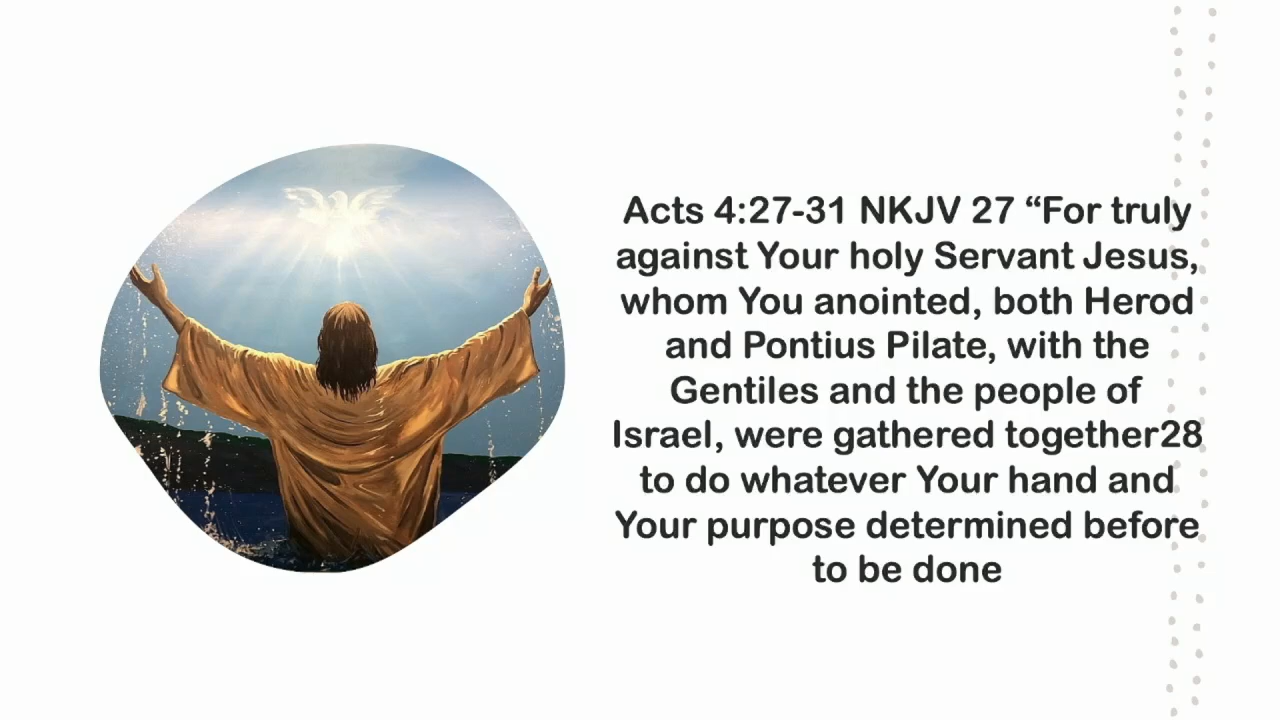 Acts 4:27-31 NKJV 27 “For truly
against Your holy Servant Jesus,
whom You anointed, both Herod
and Pontius Pilate, with the
Gentiles and the people of
Israel, were gathered together28
to do whatever Your hand and
Your purpose determined before
to be done